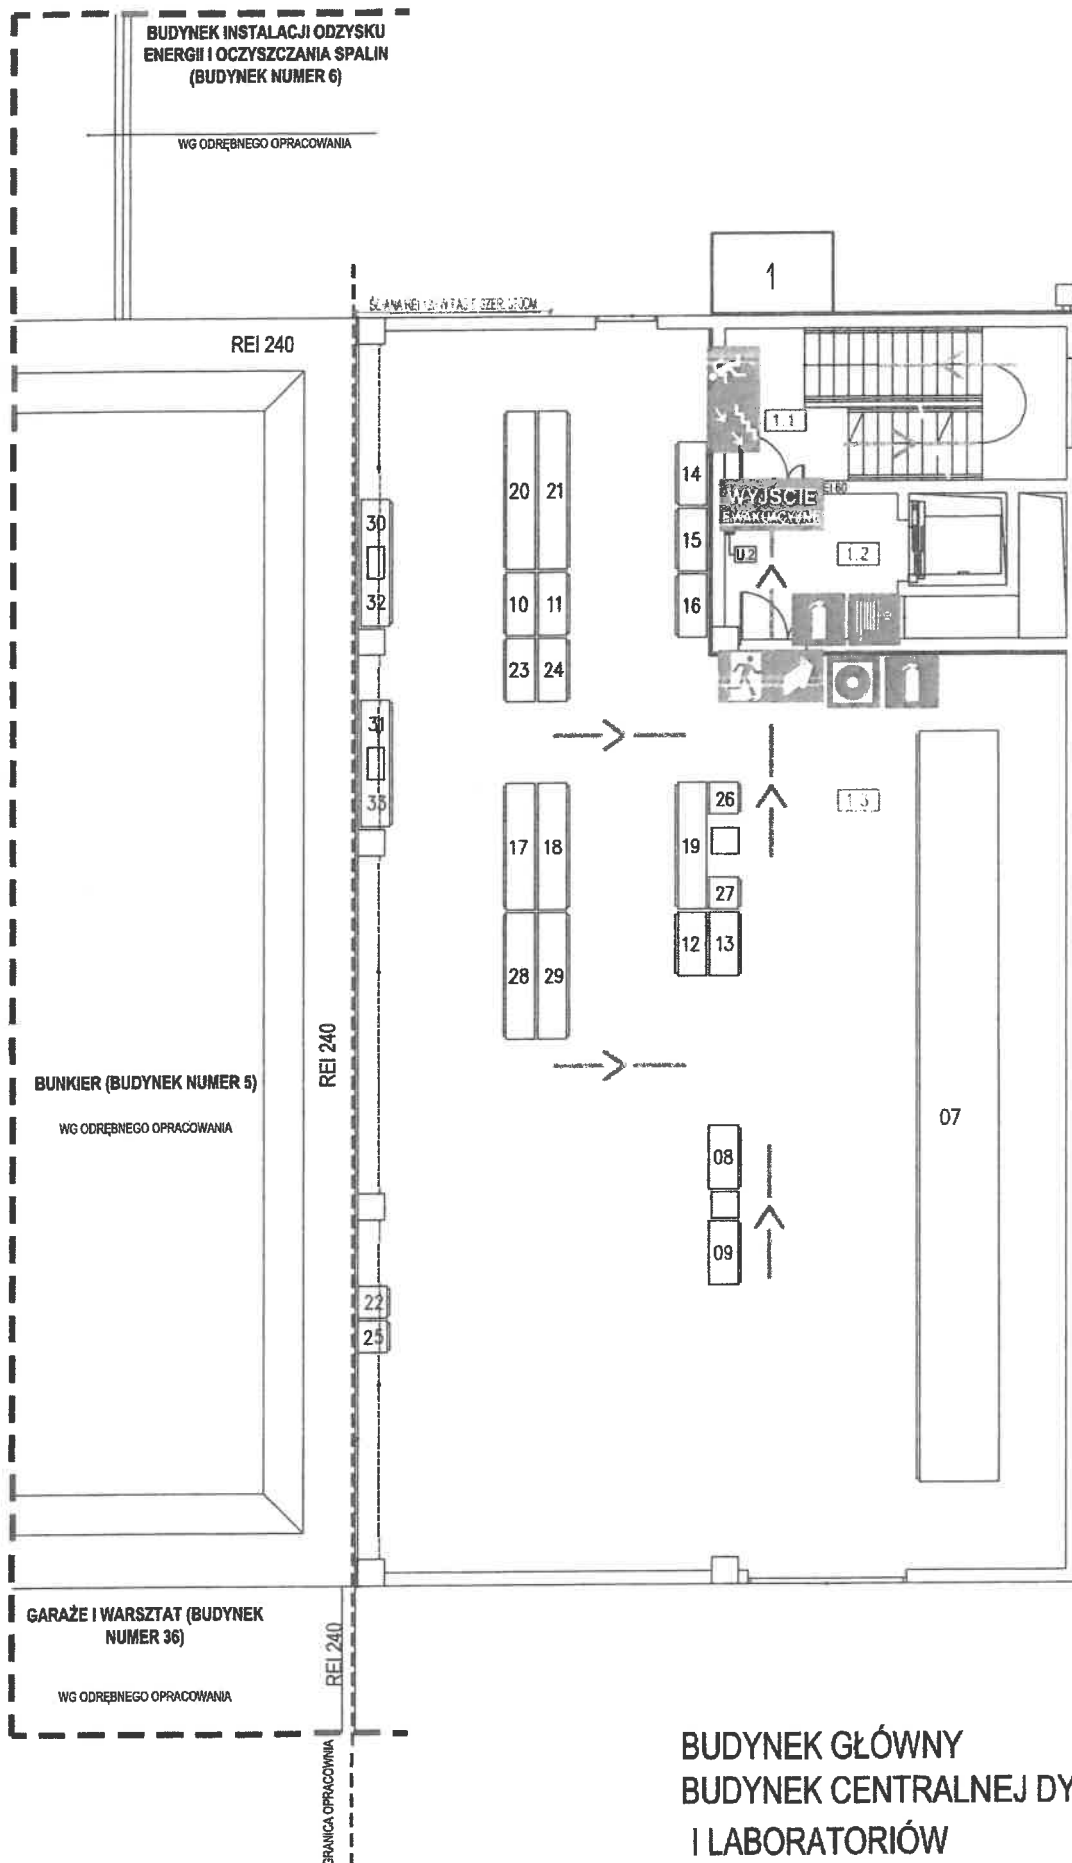 BUDYNEK INSTALACJI ODZYSKU
ENERGII I OCZYSZCZANIA SPALIN
(BUDYNEK NUMER 6)
WG ODRĘBNEGO OPRACOWANIA
1
REI 240
1.1
14
20 21
WYJŚCIE
EWAKUACYJNE
30
15
1.2
32
10 11
16
23 24
31
33
26
1.3
17 18
19
27
12 13
28 29
REI 240
BUNKIER (BUDYNEK NUMER 5)
WG ODRĘBNEGO OPRACOWANIA
07
08
09
22
25
GARAŻE I WARSZTAT (BUDYNEK
NUMER 36)
REI 240
WG ODRĘBNEGO OPRACOWANIA
GRANICA OPRACOWNIA
BUDYNEK GŁÓWNY
BUDYNEK CENTRALNEJ DY
I LABORATORIÓW